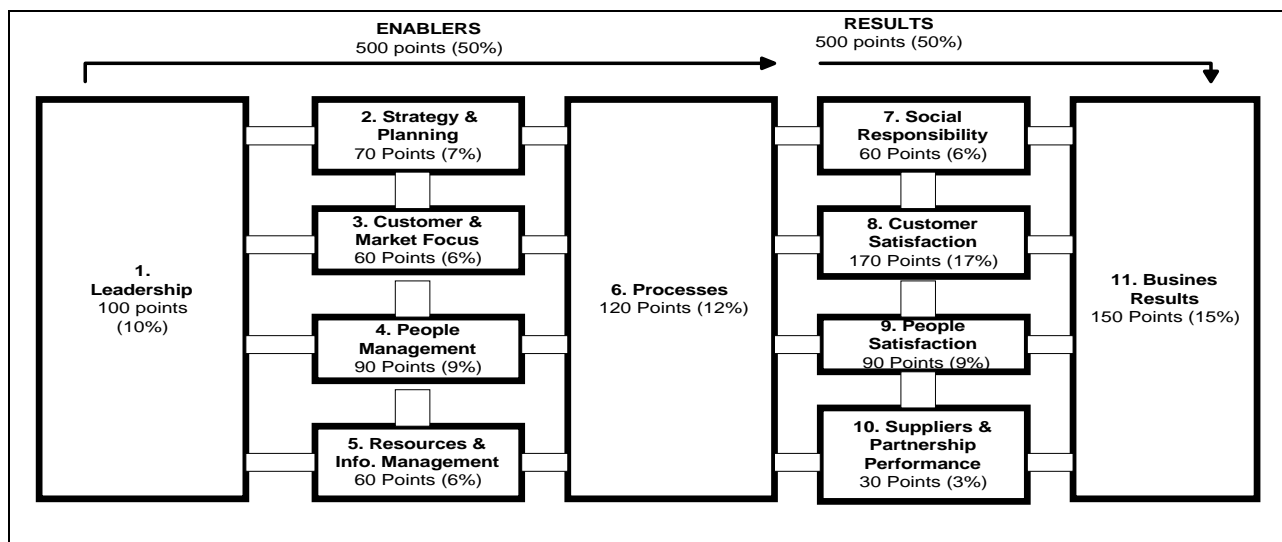 ENABLERS
500 points (50%)
RESULTS
500 points (50%)
1.
Leadership
100 points
(10%)
2. Strategy &
Planning
70 Points (7%)
3. Customer &
Market Focus
60 Points (6%)
4. People
Management
90 Points (9%)
5. Resources &
Info. Management
60 Points (6%)
6. Processes
120 Points (12%)
7. Social
Responsibility
60 Points (6%)
8. Customer
Satisfaction
170 Points (17%)
9. People
Satisfaction
90 Points (9%)
10. Suppliers &
Partnership
Performance
30 Points (3%)
11. Busines
Results
150 Points (15%)